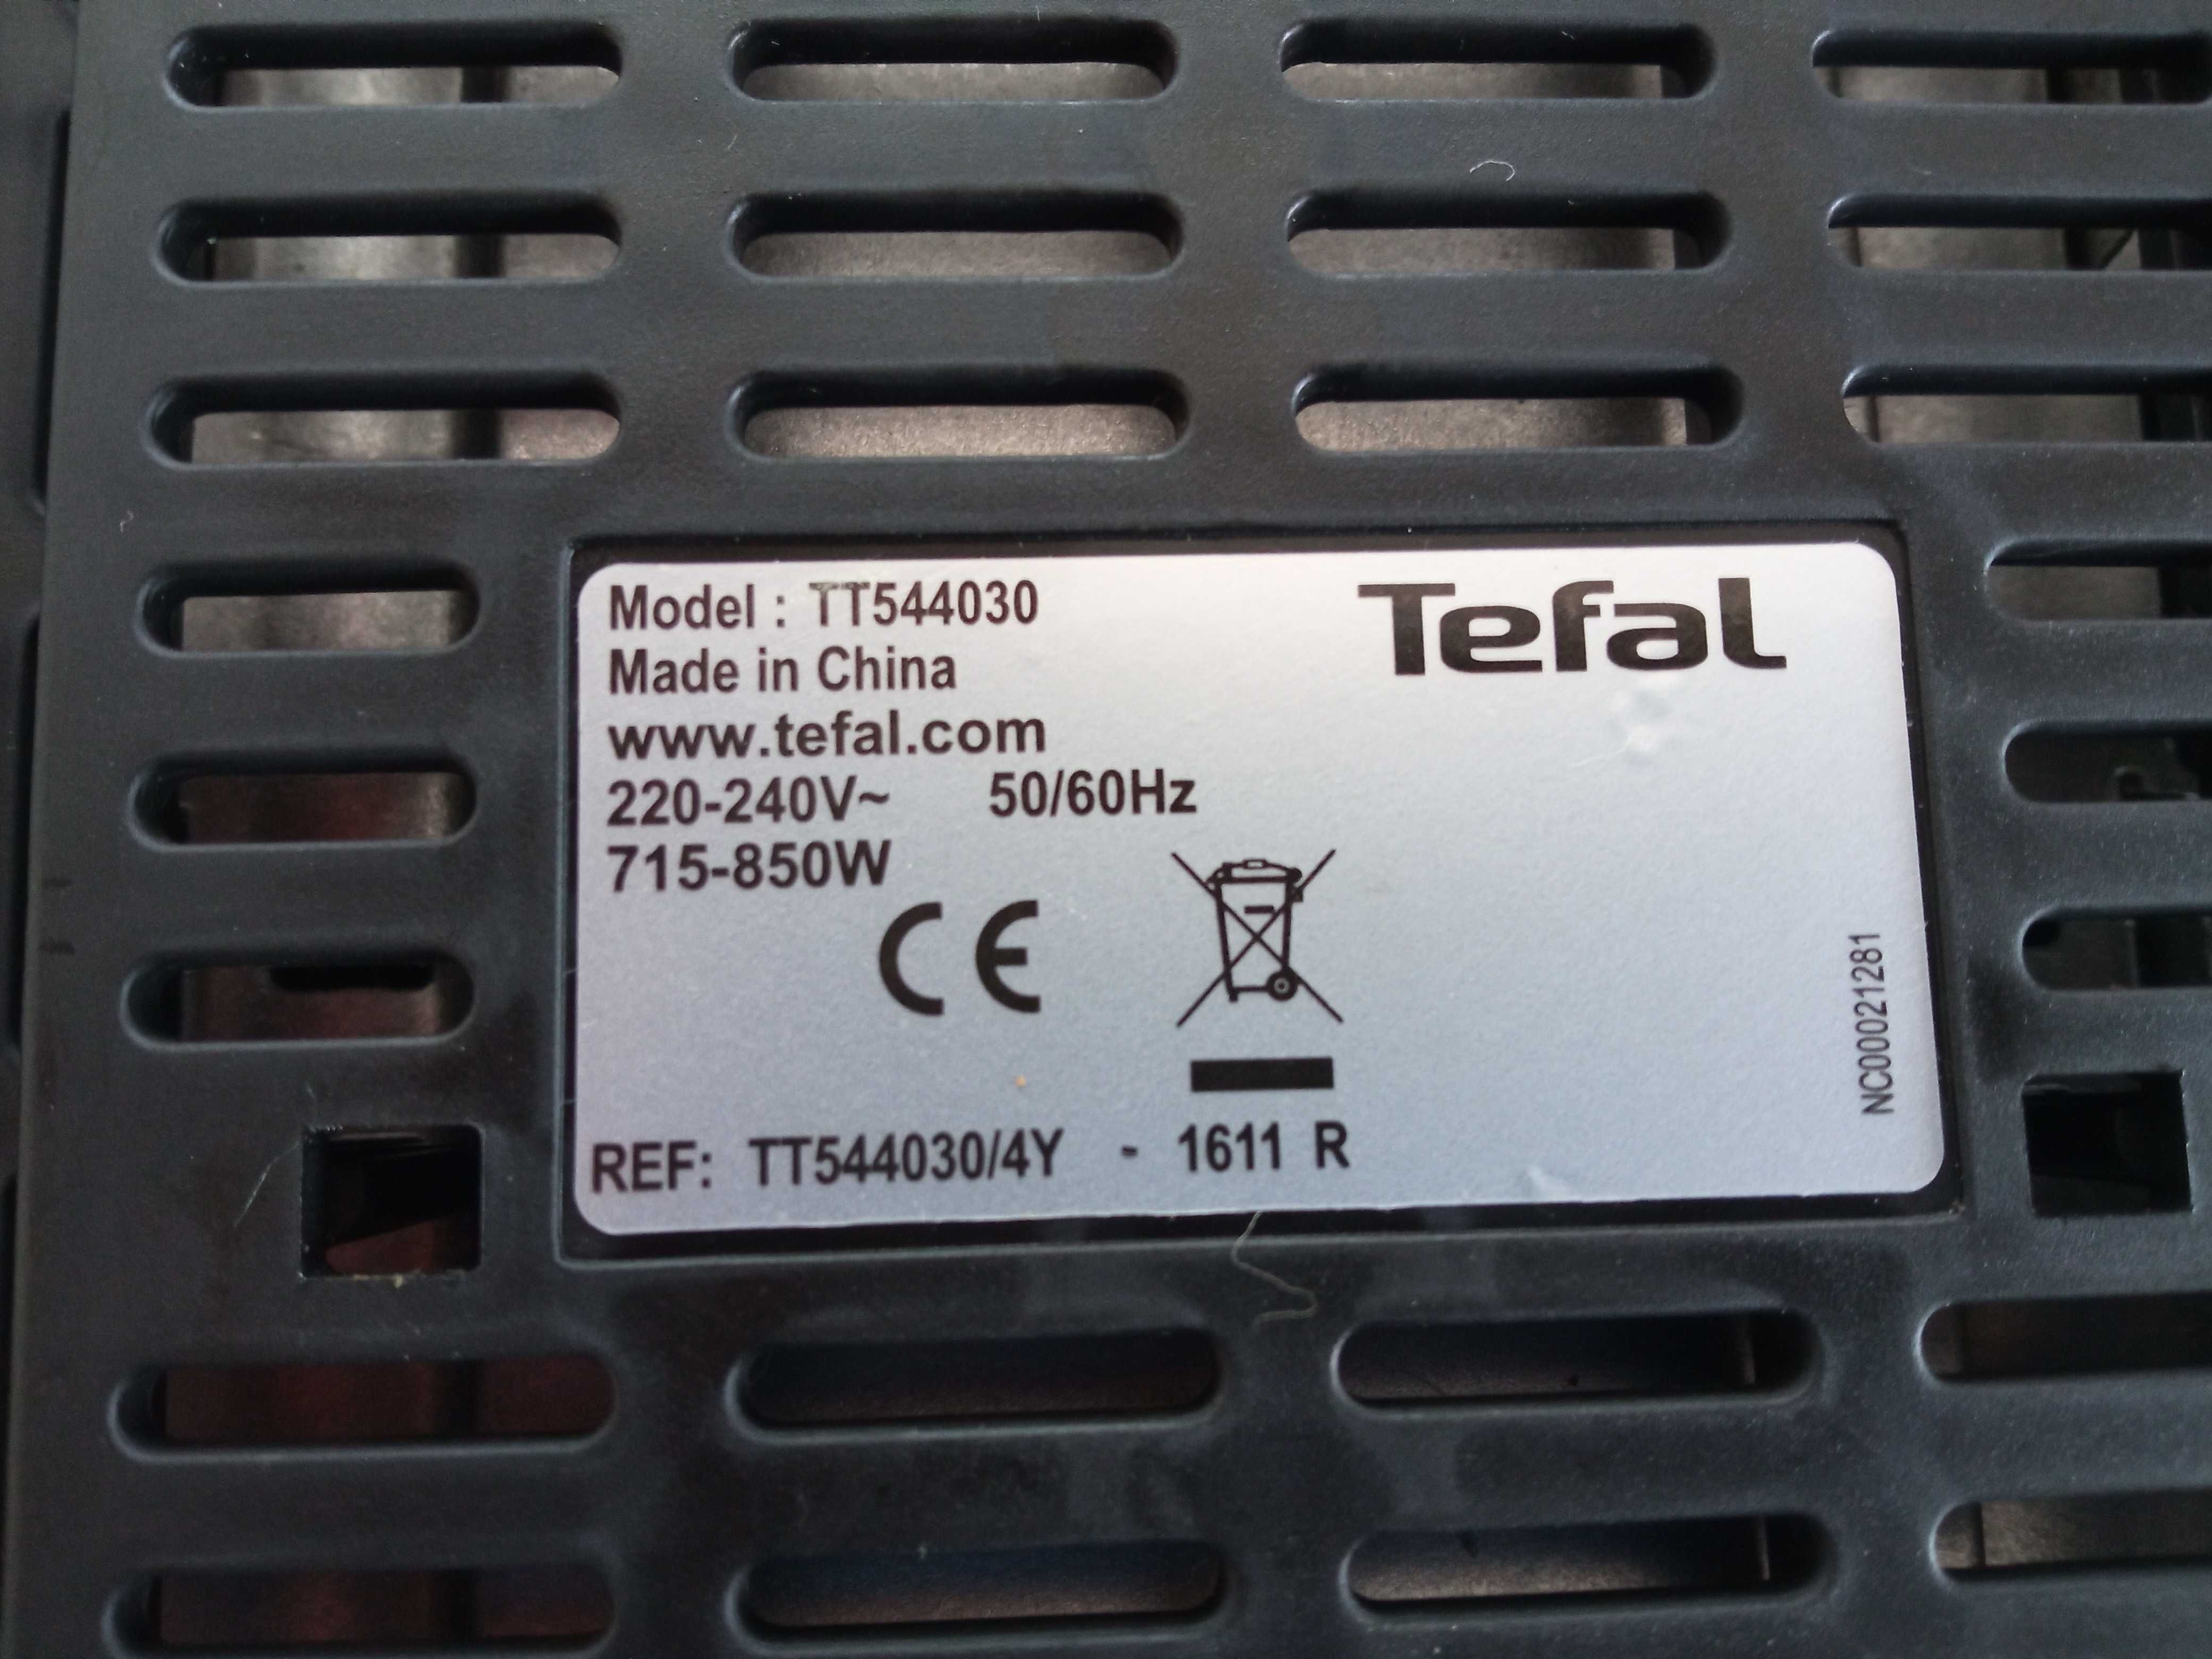 Model : TT544030
Tefal
Made in China
www.tefal.com
220-240V~ 50/60Hz
715-850W
CE
NC00021281
REF: TT544030/4Y - 1611 R